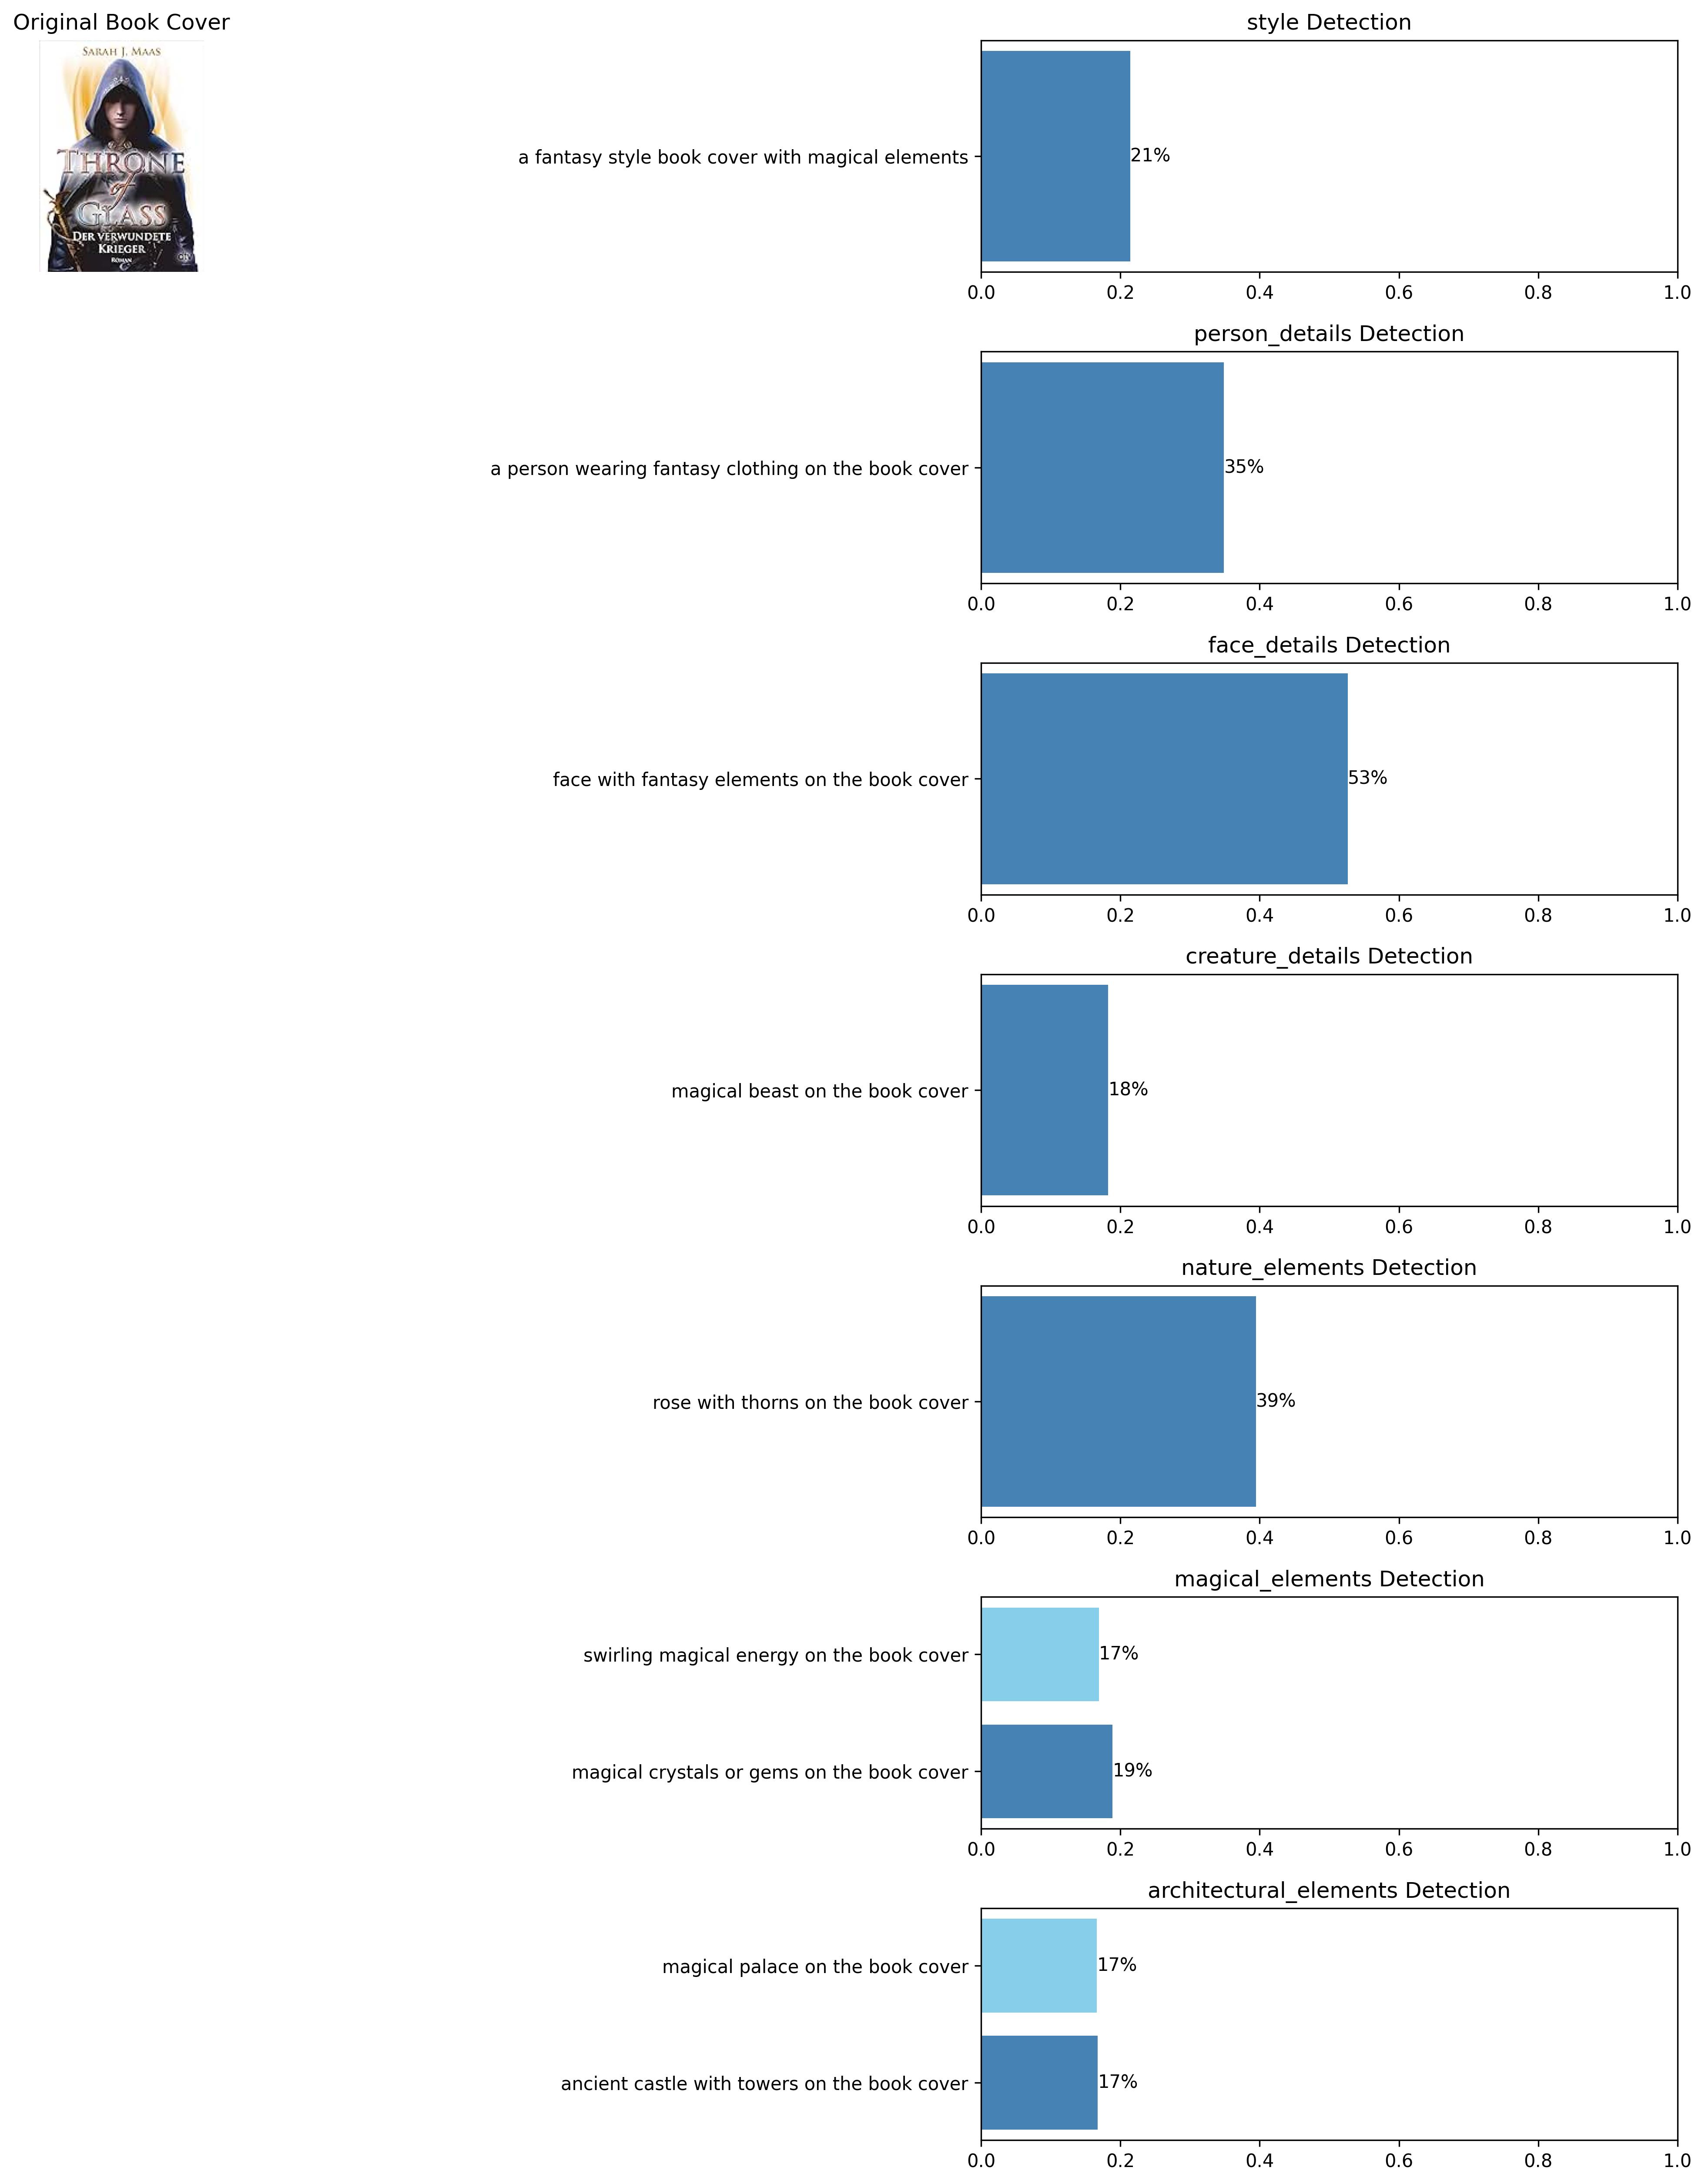 Original Book Cover
SARAH J. MAAS
THRONE
of
GLASS
DER VERWUNDETE
KRIEGER
ROMAN
dtv
style Detection
a fantasy style book cover with magical elements
21%
0.0 0.2 0.4 0.6 0.8 1.0
person_details Detection
a person wearing fantasy clothing on the book cover
35%
0.0 0.2 0.4 0.6 0.8 1.0
face_details Detection
face with fantasy elements on the book cover
53%
0.0 0.2 0.4 0.6 0.8 1.0
creature_details Detection
magical beast on the book cover
18%
0.0 0.2 0.4 0.6 0.8 1.0
nature_elements Detection
rose with thorns on the book cover
39%
0.0 0.2 0.4 0.6 0.8 1.0
magical_elements Detection
swirling magical energy on the book cover
17%
magical crystals or gems on the book cover
19%
0.0 0.2 0.4 0.6 0.8 1.0
architectural_elements Detection
magical palace on the book cover
17%
ancient castle with towers on the book cover
17%
0.0 0.2 0.4 0.6 0.8 1.0